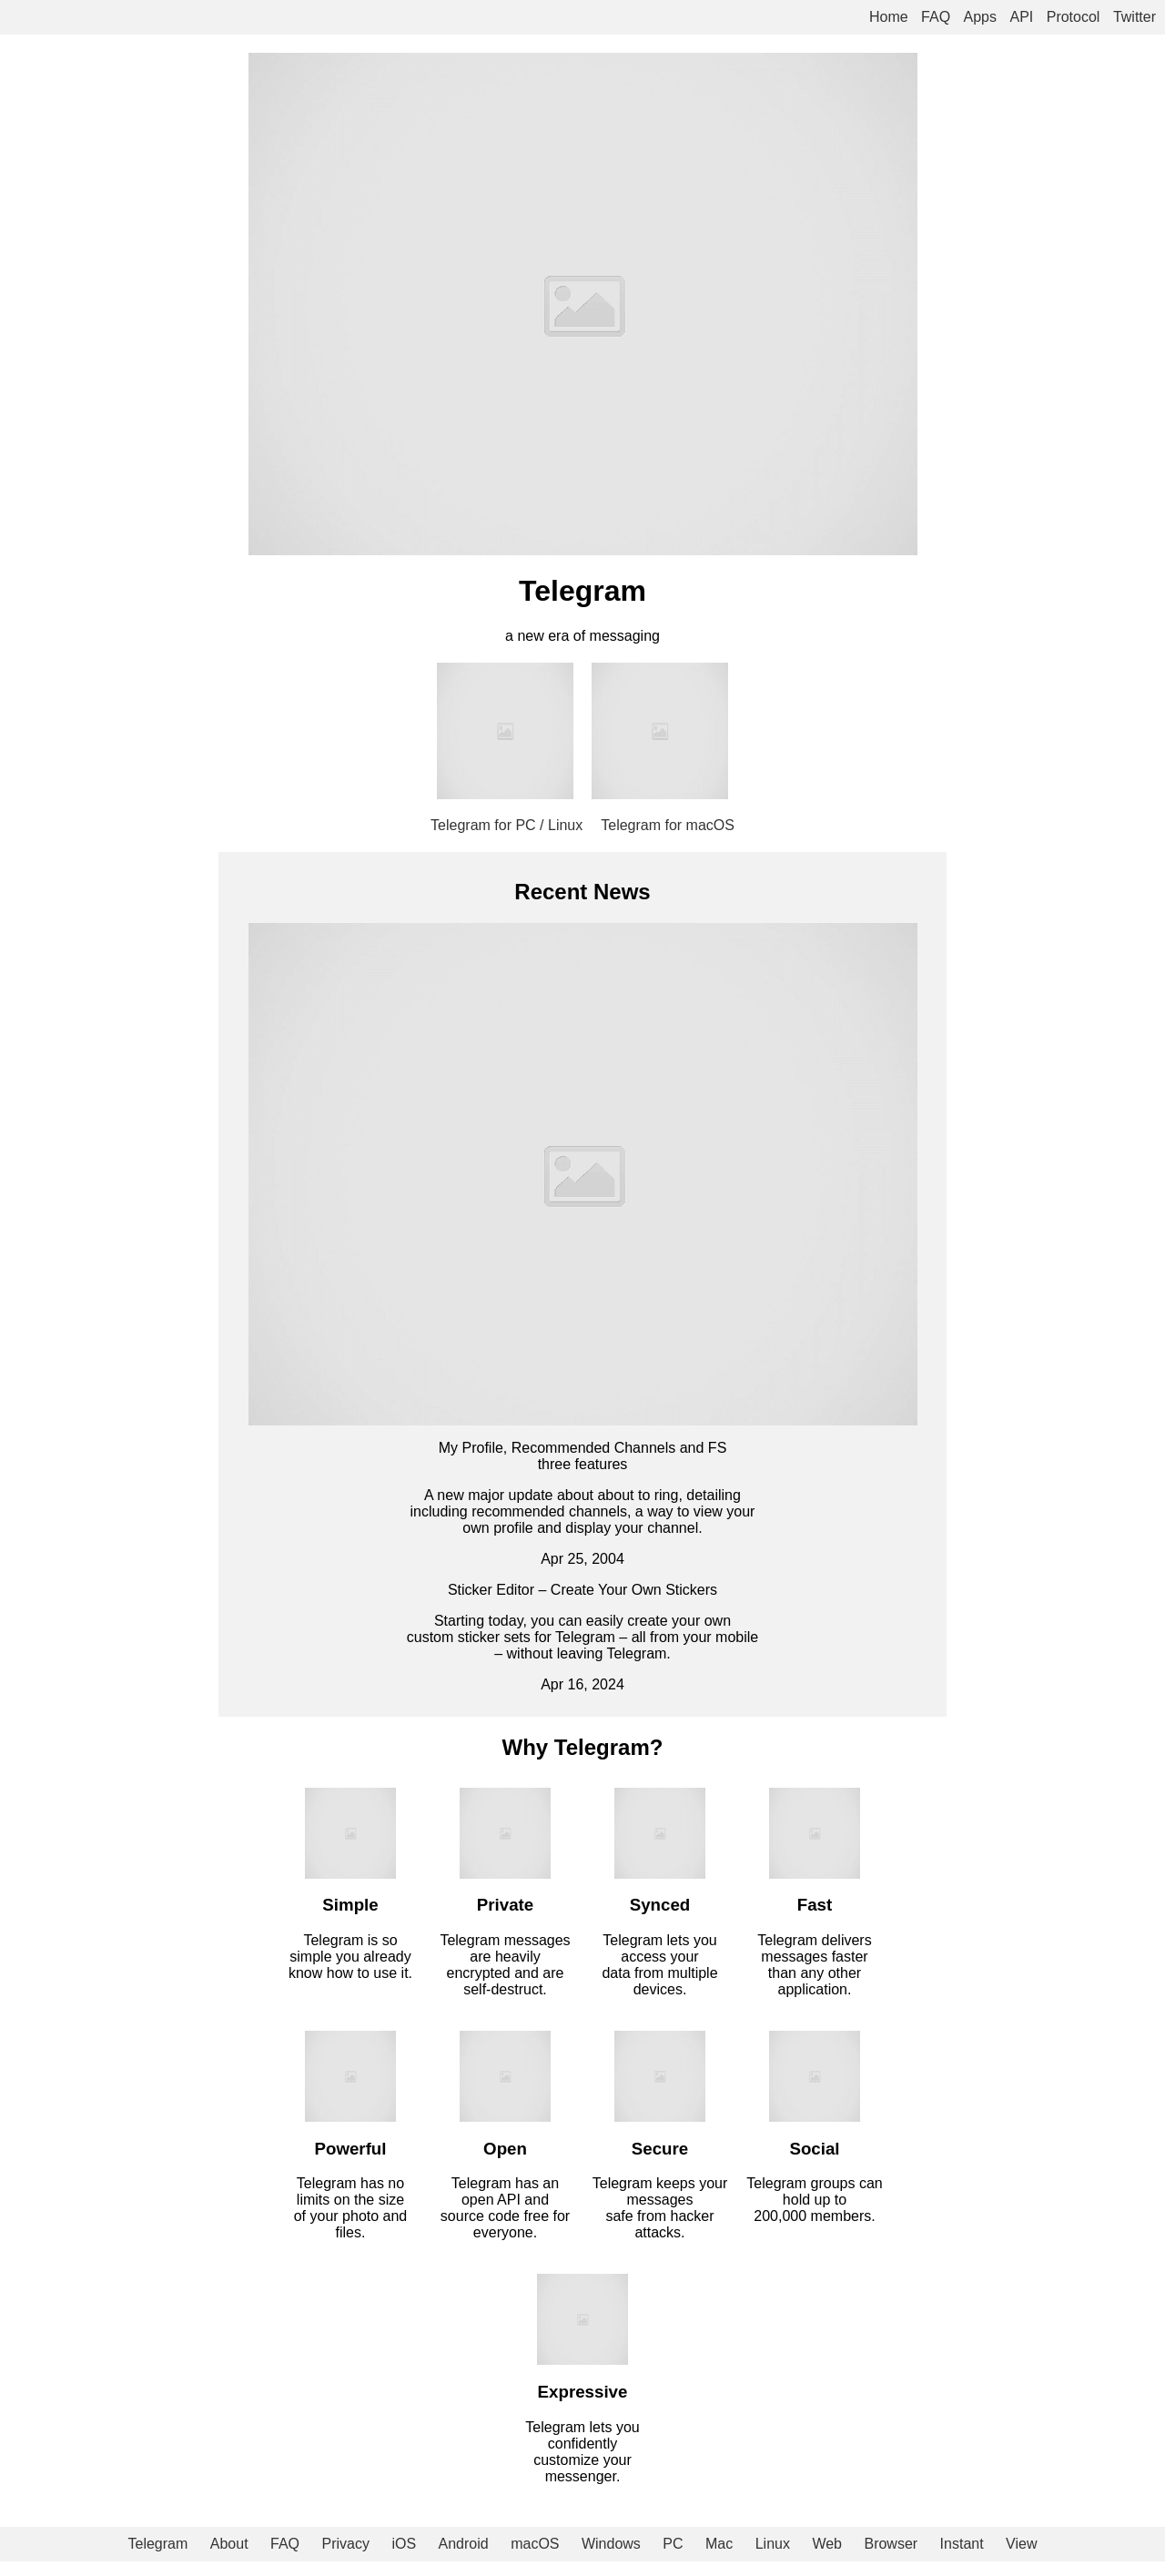 Home FAQ Apps API Protocol Twitter
Telegram
a new era of messaging
Telegram for PC / Linux Telegram for macOS
Recent News
My Profile, Recommended Channels and FS
three features
A new major update about about to ring, detailing
including recommended channels, a way to view your
own profile and display your channel.
Apr 25, 2004
Sticker Editor – Create Your Own Stickers
Starting today, you can easily create your own
custom sticker sets for Telegram – all from your mobile
– without leaving Telegram.
Apr 16, 2024
Why Telegram?
Simple
Telegram is so
simple you already
know how to use it.
Private
Telegram messages
are heavily
encrypted and are
self-destruct.
Synced
Telegram lets you
access your
data from multiple
devices.
Fast
Telegram delivers
messages faster
than any other
application.
Powerful
Telegram has no
limits on the size
of your photo and
files.
Open
Telegram has an
open API and
source code free for
everyone.
Secure
Telegram keeps your
messages
safe from hacker
attacks.
Social
Telegram groups can
hold up to
200,000 members.
Expressive
Telegram lets you
confidently
customize your
messenger.
Telegram About FAQ Privacy iOS Android macOS Windows PC Mac Linux Web Browser Instant View